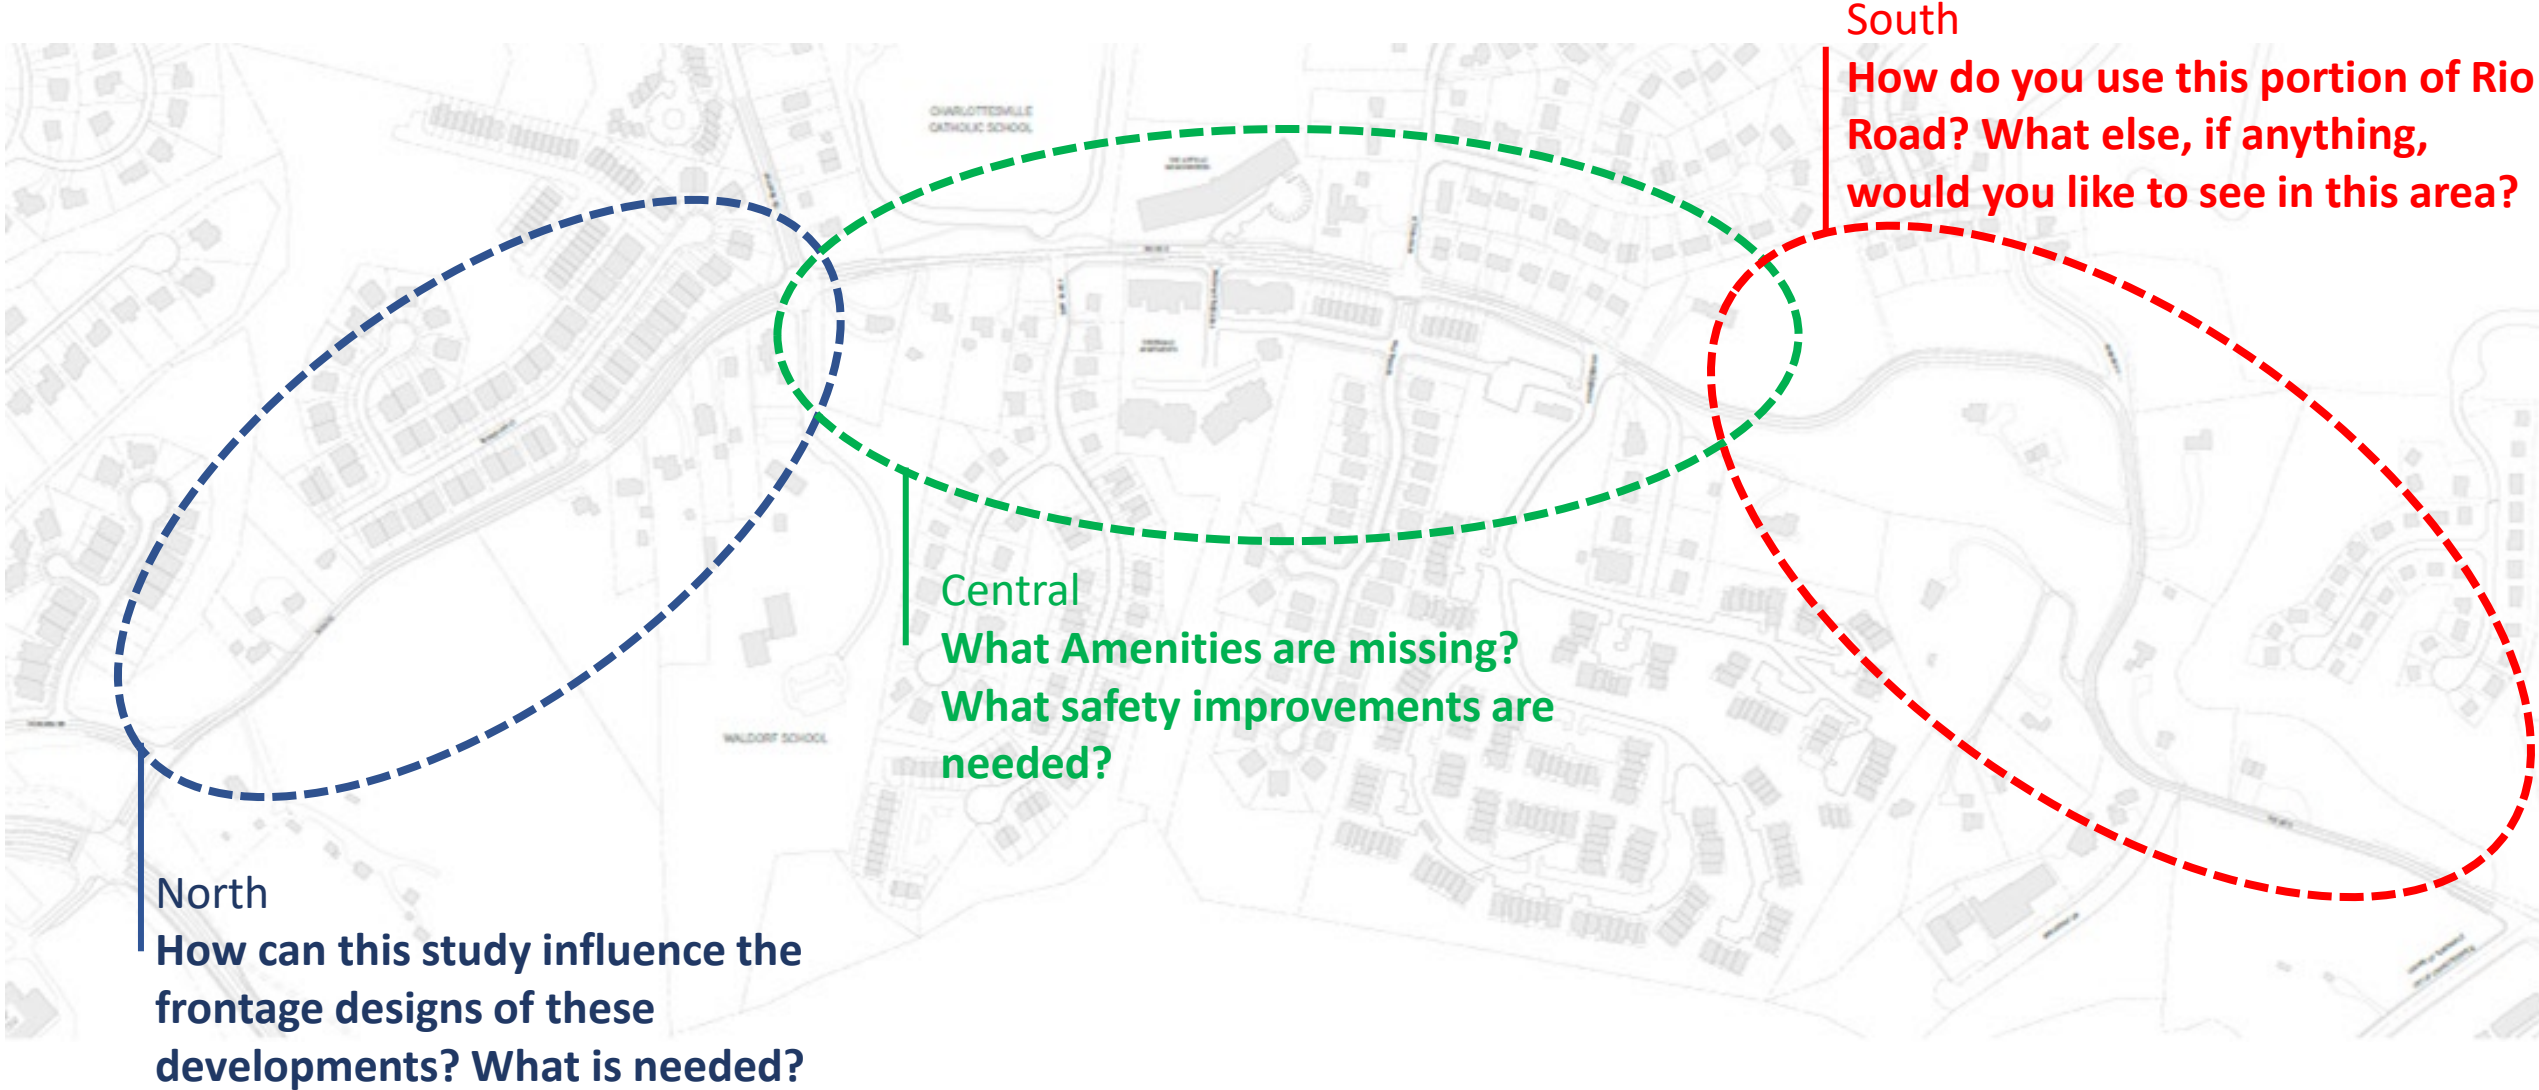 South
How do you use this portion of Rio
Road? What else, if anything,
would you like to see in this area?
CHARLOTTESVILLE
CATHOLIC SCHOOL
Central
What Amenities are missing?
What safety improvements are
needed?
WALDORF SCHOOL
North
How can this study influence the
frontage designs of these
developments? What is needed?